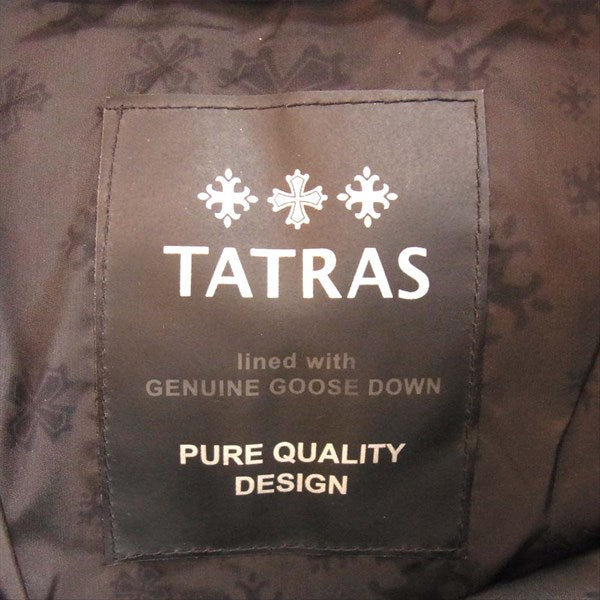 TATRAS
lined with
GENUINE GOOSE DOWN
PURE QUALITY
DESIGN